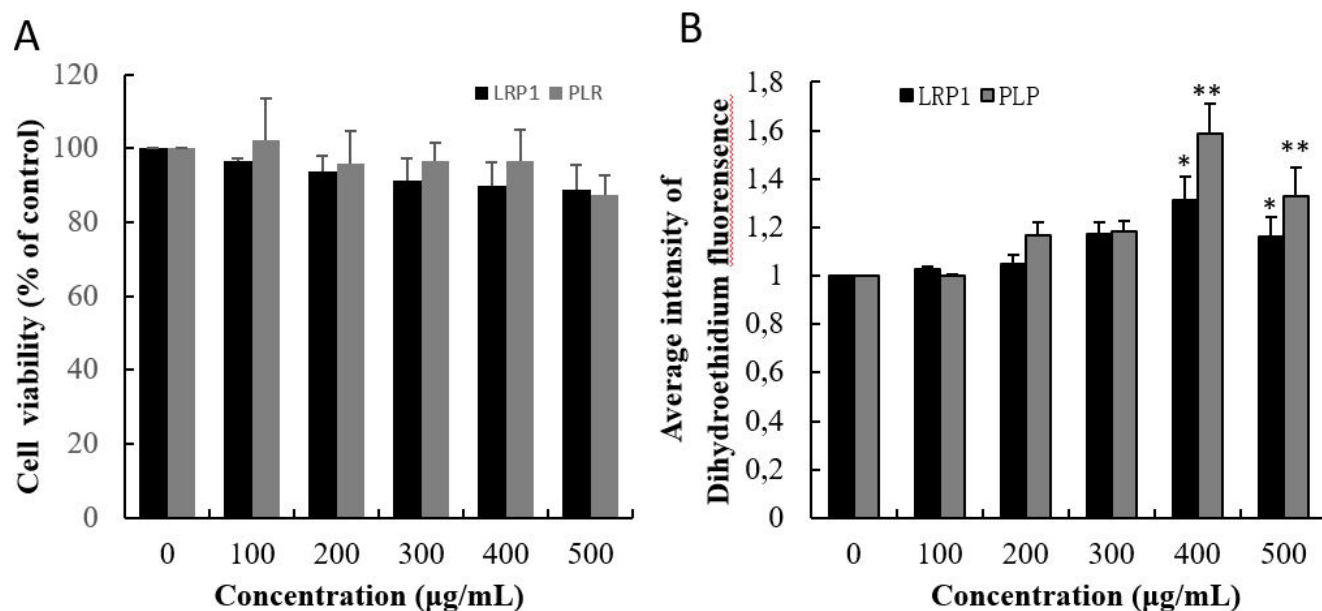 A
Cell viability (% of control)
120
100
80
60
40
20
0
LRP1 PLR
0 100 200 300 400 500
Concentration (µg/mL)
B
Average intensity of
Dihydroethidium fluorensence
1,8
1,6
1,4
1,2
1
0,8
0,6
0,4
0,2
0
LRP1 PLP
* ** * **
0 100 200 300 400 500
Concentration (µg/mL)